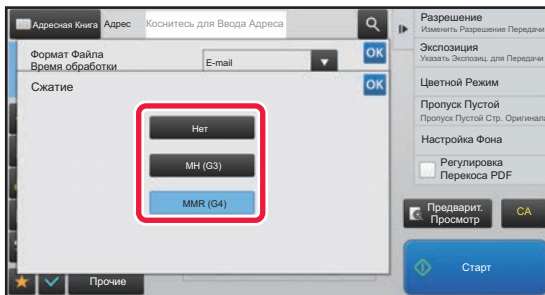 Адресная Книга
Адрес
Коснитесь для Ввода Адреса
Формат Файла
Время обработки
E-mail
OK
Сжатие
OK
Нет
MH (G3)
MMR (G4)
Прочие
Разрешение
Изменить Разрешение Передачи
Экспозиция
Указать Экспозиц. для Передачи
Цветной Режим
Пропуск Пустой
Пропуск Пустой Стр. Оригинала
Настройка Фона
Регулировка
Перекоса PDF
Предварит.
Просмотр
CA
Старт